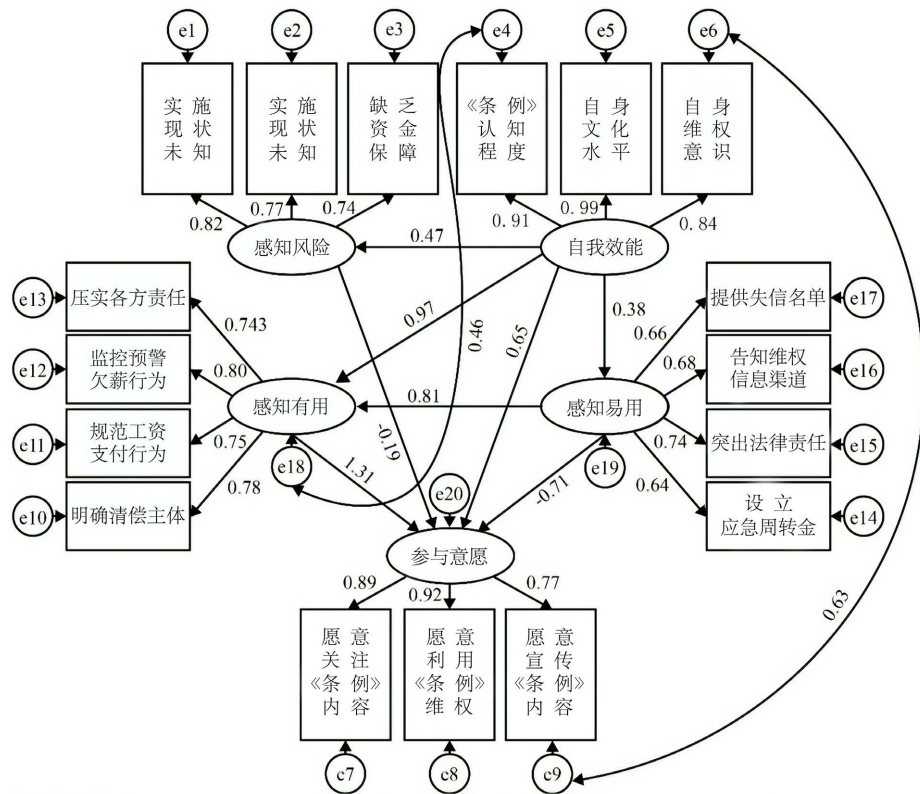 e1
e2
e3
e4
e5
e6
实施
现状
未知
实施
现状
未知
缺乏
资金
保障
《条例》
认知
程度
自身
文化
水平
自身
维权
意识
0.82
0.77
0.74
0.91
0.99
0.84
感知风险
0.47
自我效能
e13
压实各方责任
提供失信名单
e17
0.743
0.97
0.46
0.65
0.38
0.66
e12
监控预警
欠薪行为
0.80
0.68
告知维权
信息渠道
e16
感知有用
0.81
感知易用
e11
规范工资
支付行为
0.75
0.74
突出法律责任
e15
e18
1.31
-0.19
e20
-0.71
e19
e10
明确清偿主体
0.78
0.64
设立
应急周转金
e14
参与意愿
0.89
0.92
0.77
0.63
愿意
关注
《条例》
内容
愿意
利用
《条例》
维权
愿意
宣传
《条例》
内容
c7
c8
c9